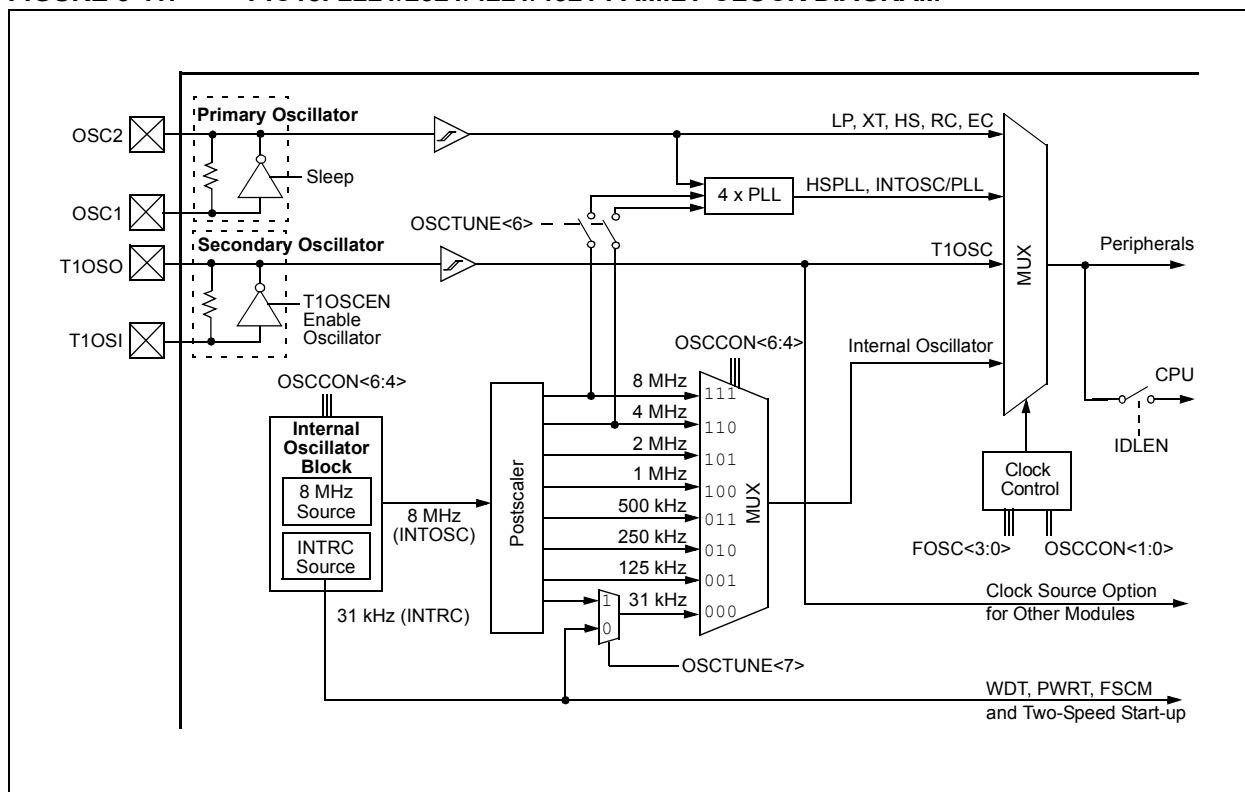 Primary Oscillator
OSC2
Sleep
OSC1
LP, XT, HS, RC, EC
4 x PLL
HSPLL, INTOSC/PLL
OSCTUNE<6>
Secondary Oscillator
T1OSO
T1OSCEN
Enable
Oscillator
T1OSI
T1OSC
MUX
Peripherals
Internal Oscillator
CPU
IDLEN
Clock
Control
FOSC<3:0>
OSCCON<1:0>
OSCCON<6:4>
Internal
Oscillator
Block
8 MHz
Source
INTRC
Source
8 MHz
(INTOSC)
31 kHz (INTRC)
Postscaler
OSCCON<6:4>
8 MHz
111
4 MHz
110
2 MHz
101
1 MHz
100
500 kHz
011
250 kHz
010
125 kHz
001
1
0
31 kHz
000
MUX
OSCTUNE<7>
Clock Source Option
for Other Modules
WDT, PWRT, FSCM
and Two-Speed Start-up